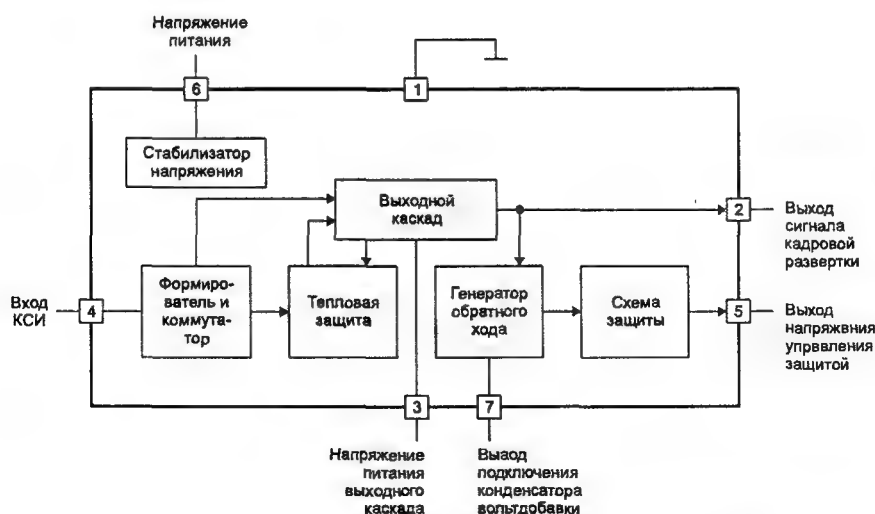 Напряжение
питания
6
1
Стабилизатор
напряжения
Выходной
каскад
2
Выход
сигнала
кадровой
развертки
Вход
КСИ
4
Формиро-
ватель и
коммута-
тор
Тепловая
защита
Генератор
обратного
хода
Схема
защиты
5
Выход
напряжвния
упрвления
защитой
3
7
Напряжение
питания
выходного
каскада
Вываод
подключения
конденсатора
вольтдобавки